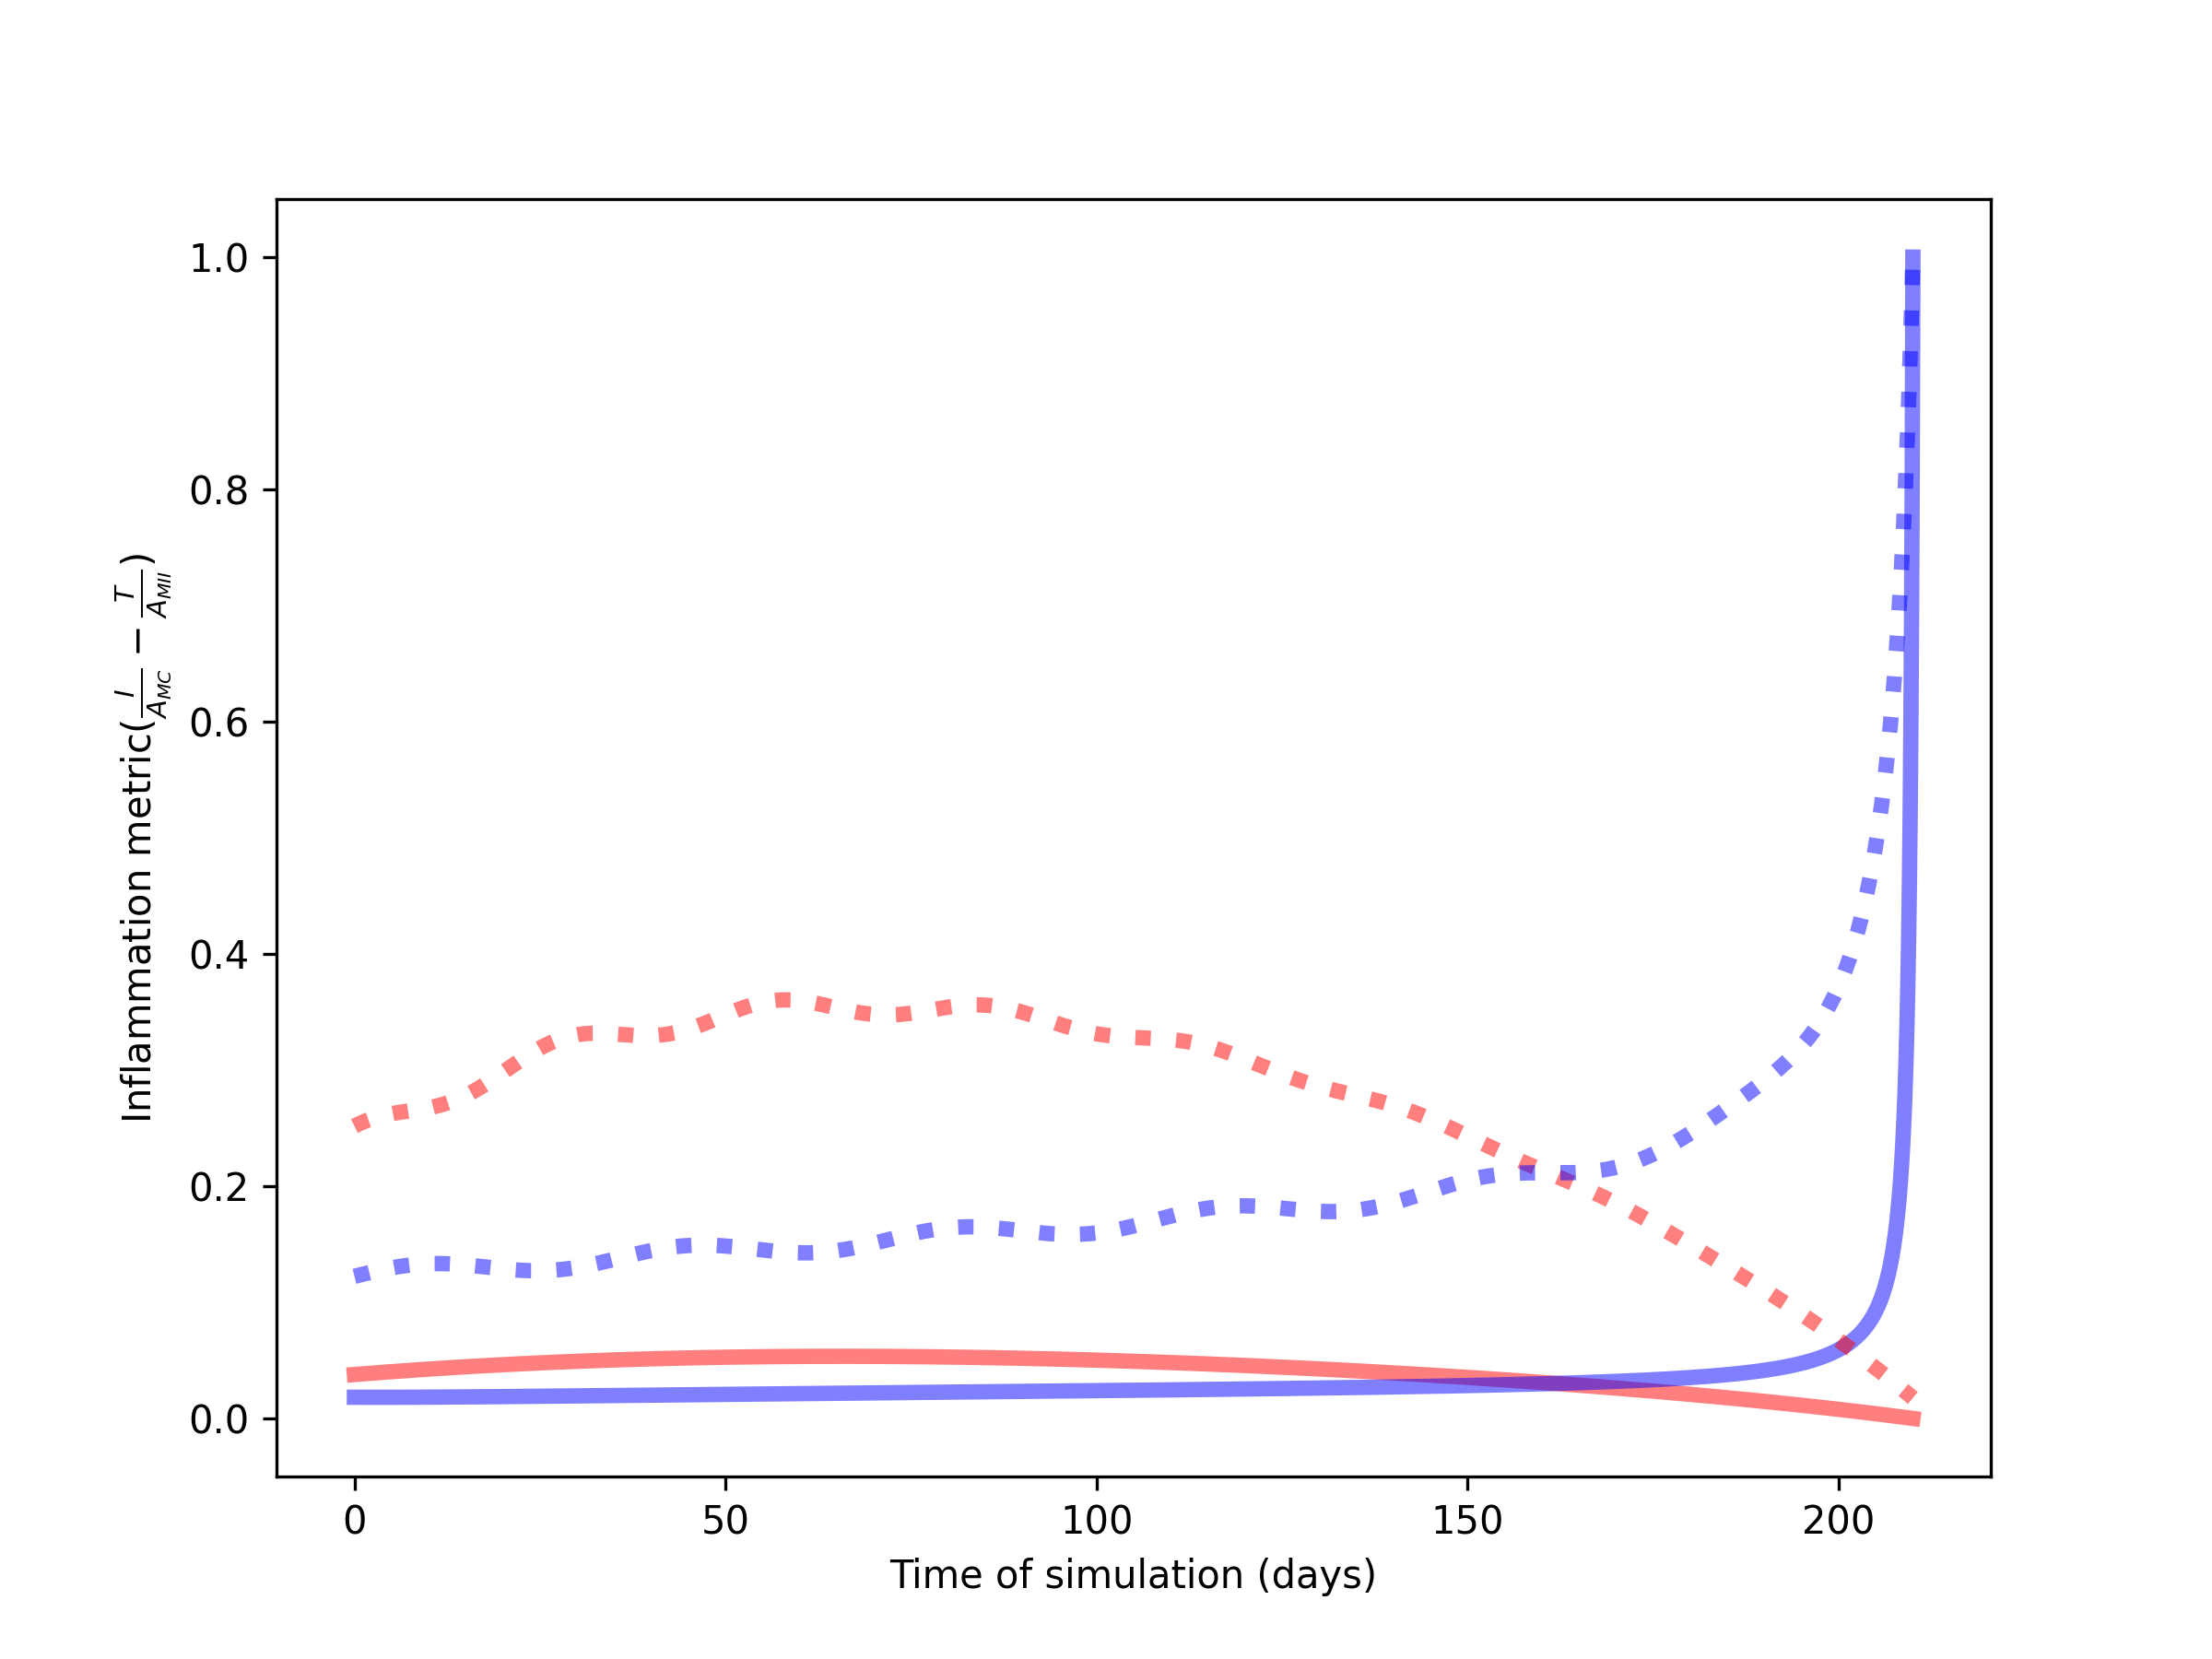 1.0
0.8
0.6
0.4
0.2
0.0
Inflammation metric(\frac{I}{A_{MC}} − \frac{T}{A_{MII}})
0 50 100 150 200
Time of simulation (days)